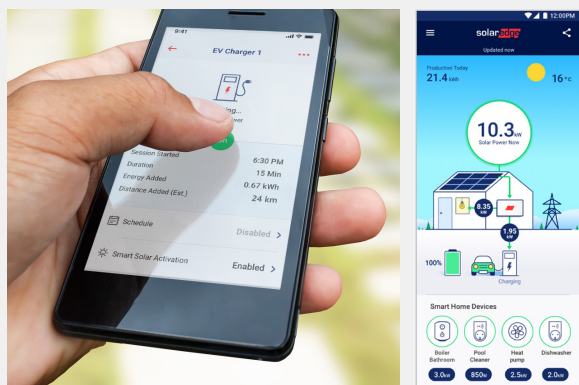 9:41
EV Charger 1
Session Started 6:30 PM
Duration 15 Min
Energy Added 0.67 kWh
Distance Added (Est.) 24 km
Schedule Disabled
Smart Solar Activation Enabled
12:00PM
solaredge
Updated now
Production Today
21.4 kWh
16°C
10.3 kW
Solar Power Now
8.35 kW
1.95 kW
100%
Charging
Smart Home Devices
Boiler Bathroom
Pool Cleaner
Heat pump
Dishwasher
3.0kW 850W 2.5kW 2.0kW